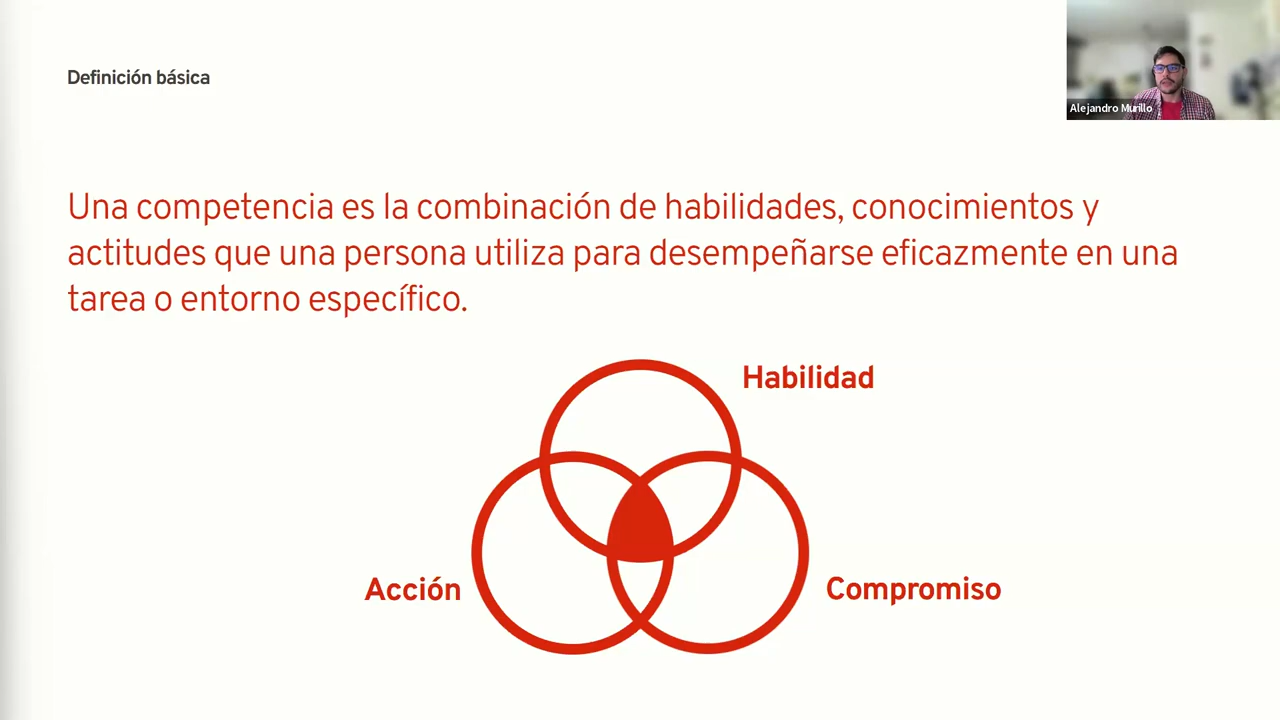 Definición básica
Alejandro Murillo
Una competencia es la combinación de habilidades, conocimientos y
actitudes que una persona utiliza para desempeñarse eficazmente en una
tarea o entorno específico.
Habilidad
Acción
Compromiso